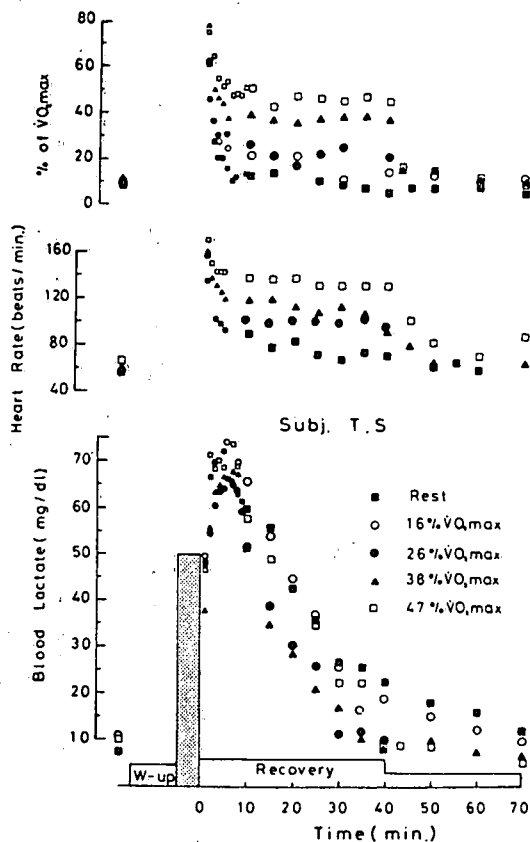 80
60
40
20
0
% of V̇O₂max
160
120
80
40
Heart Rate (beats/min.)
Subj. T.S
70
60
50
40
30
20
10
Blood Lactate (mg/dl)
Rest
16% V̇O₂max
26% V̇O₂max
38% V̇O₂max
47% V̇O₂max
W-up
Recovery
0 10 20 30 40 50 60 70
Time (min.)